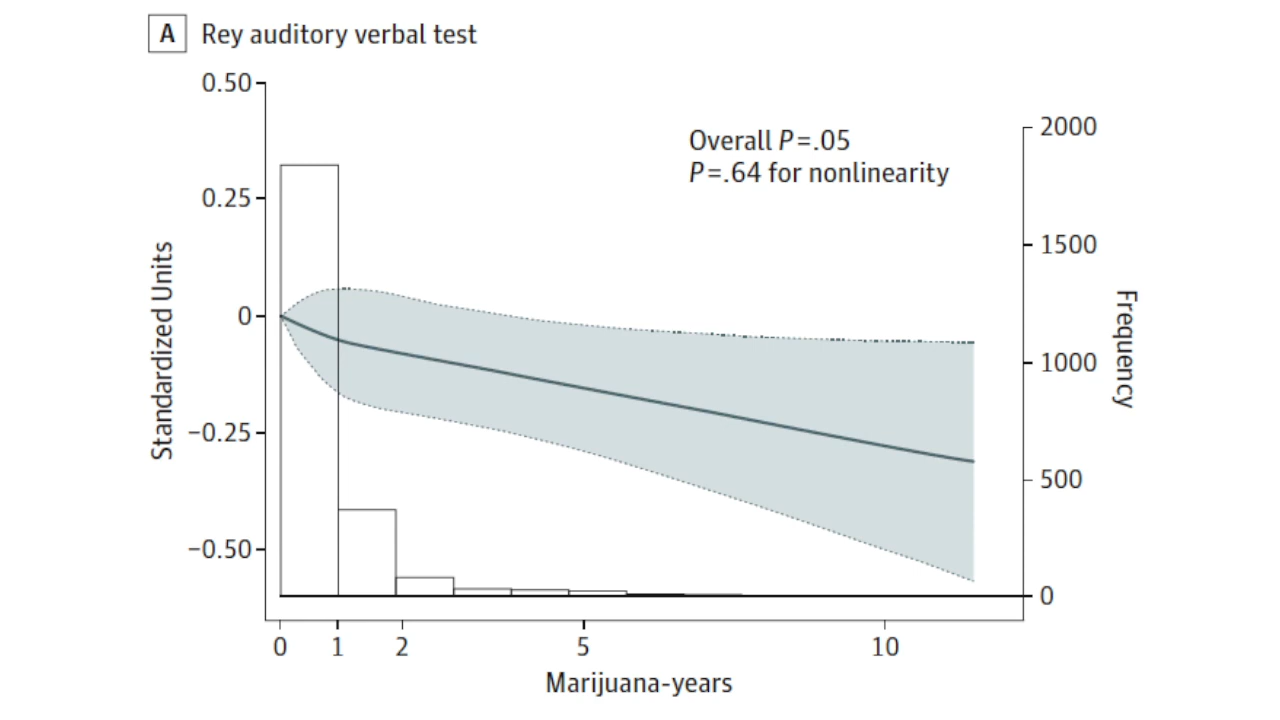 A Rey auditory verbal test
0.50
0.25
0
−0.25
−0.50
Standardized Units
Overall P=.05
P=.64 for nonlinearity
2000
1500
1000
500
0
Frequency
0 1 2 5 10
Marijuana-years